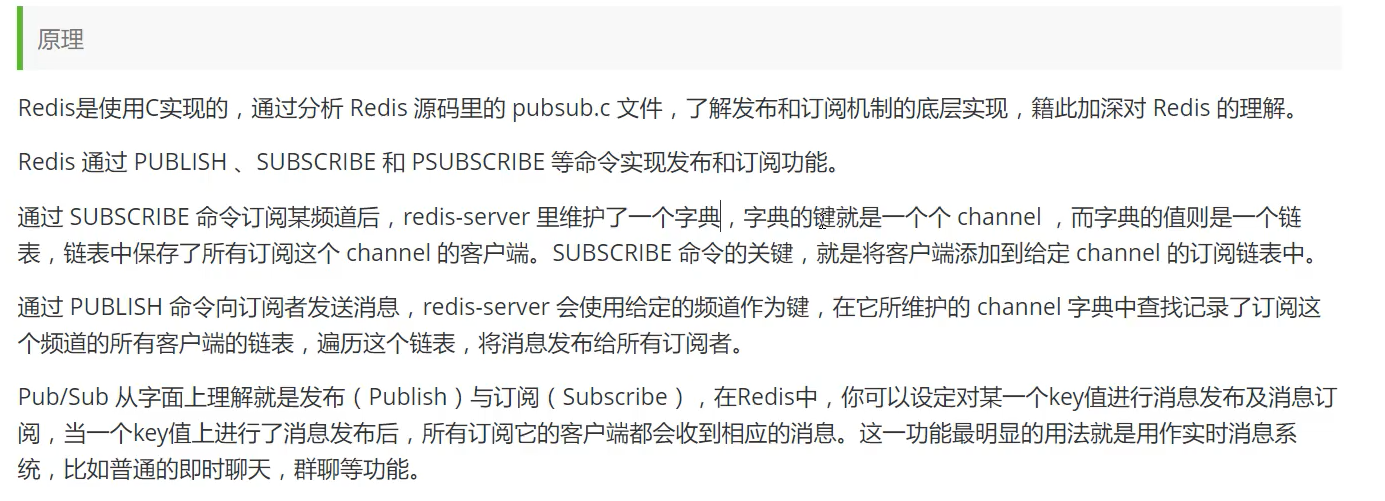 原理
Redis是使用C实现的，通过分析 Redis 源码里的 pubsub.c 文件，了解发布和订阅机制的底层实现，籍此加深对 Redis 的理解。
Redis 通过 PUBLISH 、SUBSCRIBE 和 PSUBSCRIBE 等命令实现发布和订阅功能。
通过 SUBSCRIBE 命令订阅某频道后，redis-server 里维护了一个字典，字典的键就是一个个 channel ，而字典的值则是一个链
表，链表中保存了所有订阅这个 channel 的客户端。SUBSCRIBE 命令的关键，就是将客户端添加到给定 channel 的订阅链表中。
通过 PUBLISH 命令向订阅者发送消息，redis-server 会使用给定的频道作为键，在它所维护的 channel 字典中查找记录了订阅这
个频道的所有客户端的链表，遍历这个链表，将消息发布给所有订阅者。
Pub/Sub 从字面上理解就是发布（Publish）与订阅（Subscribe），在Redis中，你可以设定对某一个key值进行消息发布及消息订
阅，当一个key值上进行了消息发布后，所有订阅它的客户端都会收到相应的消息。这一功能最明显的用法就是用作实时消息系
统，比如普通的即时聊天，群聊等功能。